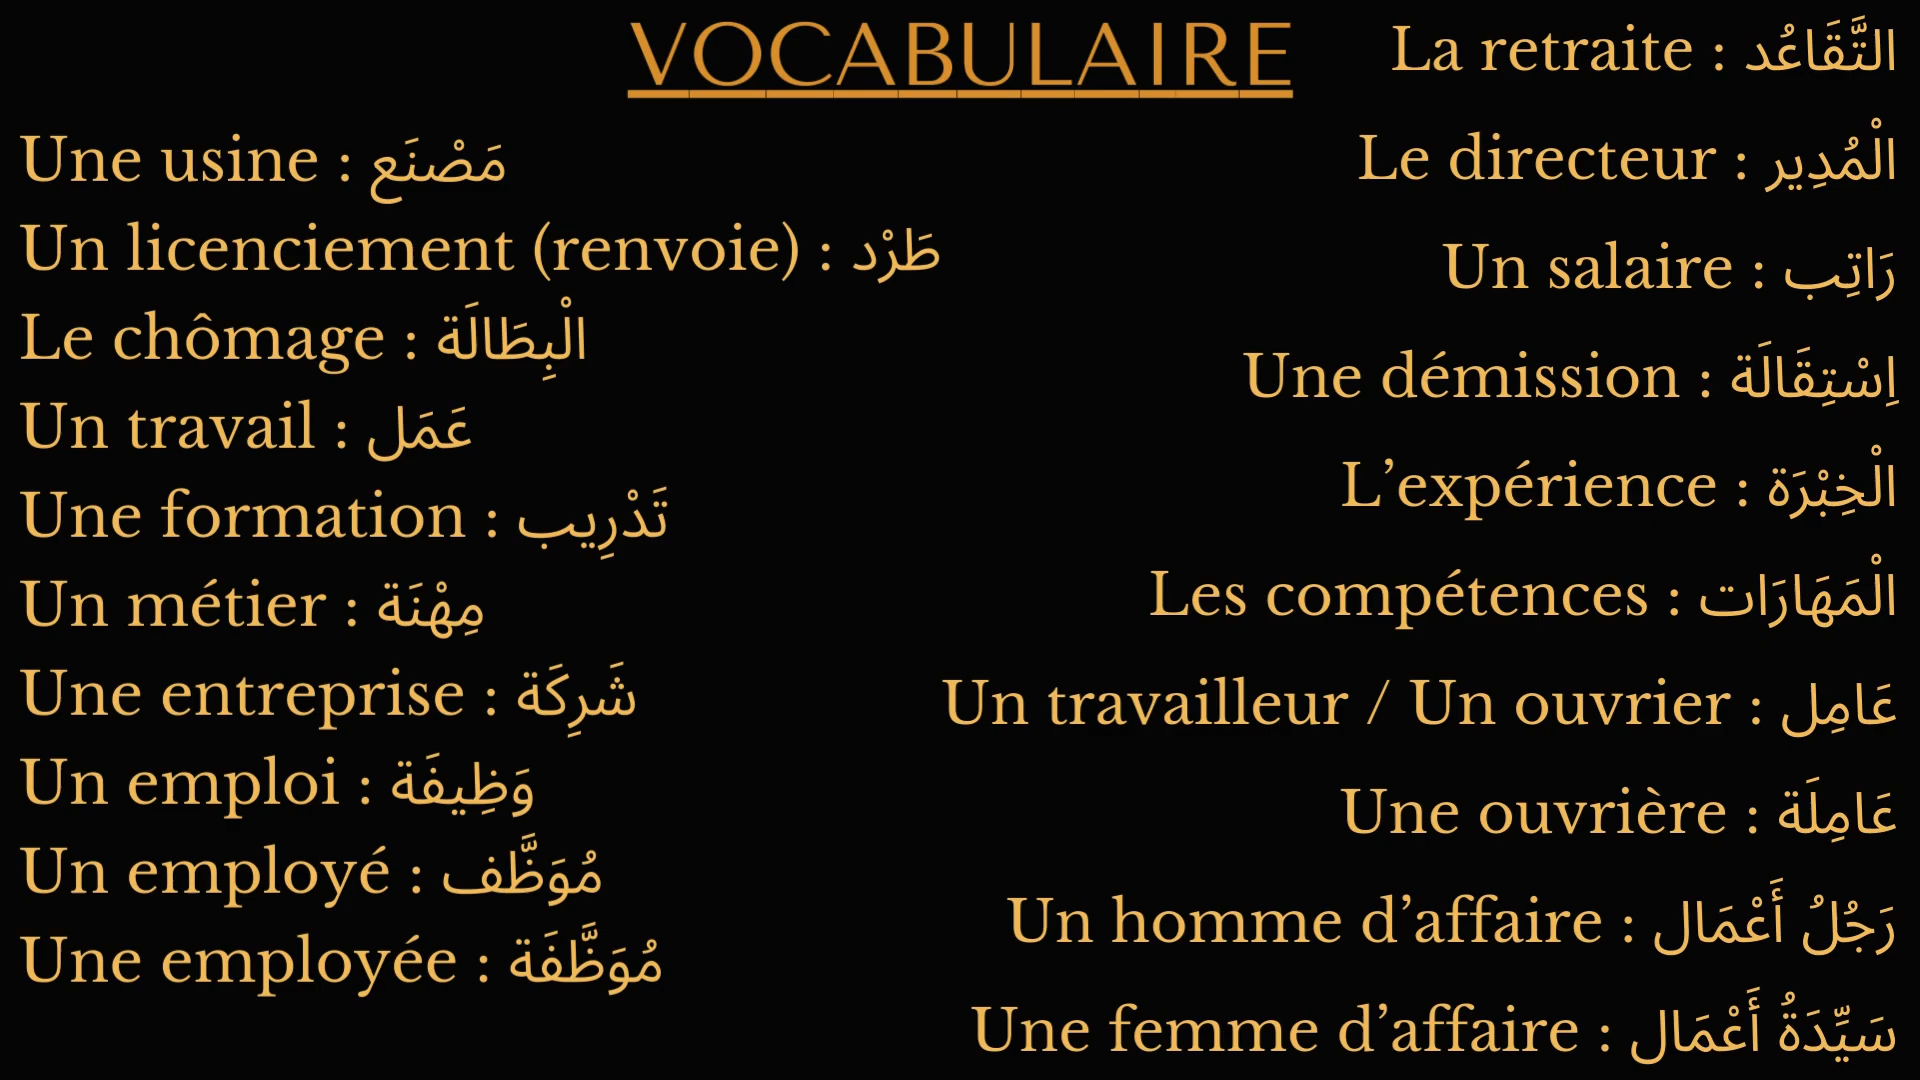 VOCABULAIRE
Une usine : مَصْنَع
Un licenciement (renvoie) : طَرْد
Le chômage : الْبِطَالَة
Un travail : عَمَل
Une formation : تَدْرِيب
Un métier : مِهْنَة
Une entreprise : شَرِكَة
Un emploi : وَظِيفَة
Un employé : مُوَظَّف
Une employée : مُوَظَّفَة
La retraite : التَّقَاعُد
Le directeur : الْمُدِير
Un salaire : رَاتِب
Une démission : اِسْتِقَالَة
L’expérience : الْخِبْرَة
Les compétences : الْمَهَارَات
Un travailleur / Un ouvrier : عَامِل
Une ouvrière : عَامِلَة
Un homme d’affaire : رَجُلُ أَعْمَال
Une femme d’affaire : سَيِّدَةُ أَعْمَال